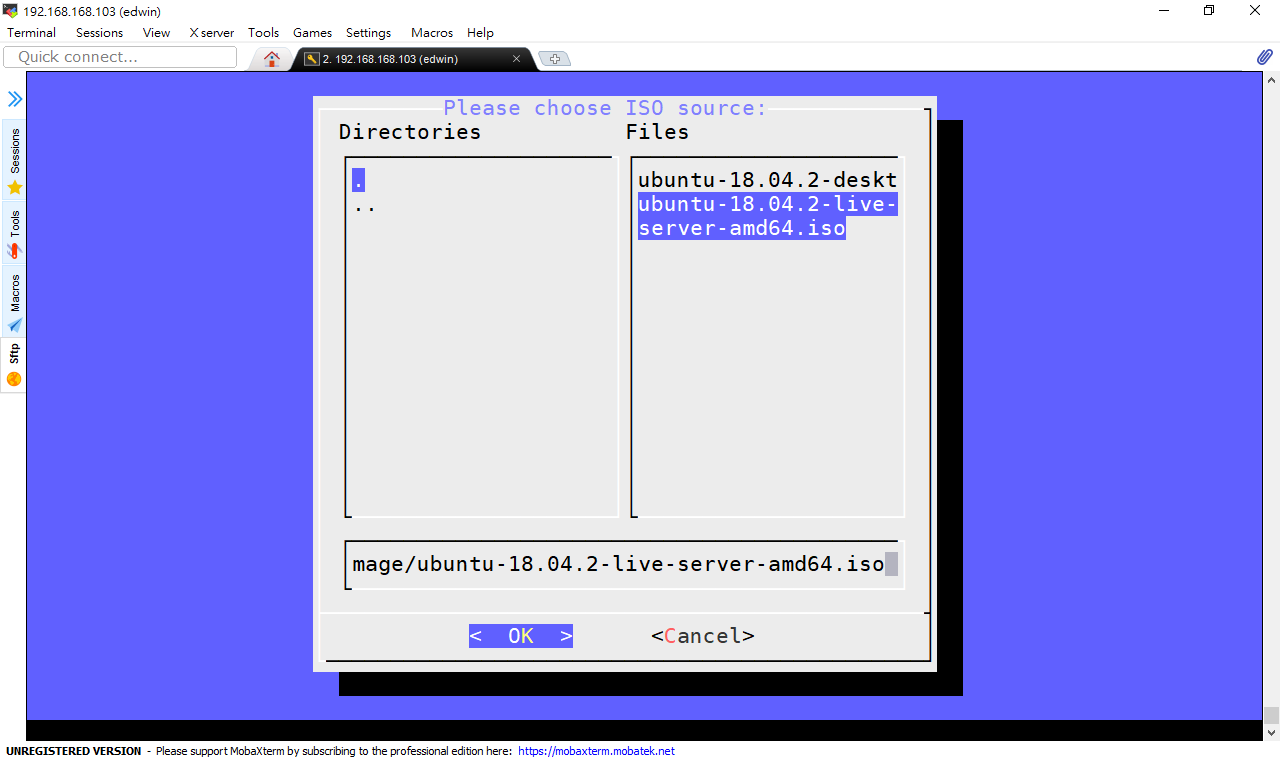 192.168.168.103 (edwin)
Terminal Sessions View X server Tools Games Settings Macros Help
Quick connect...
2. 192.168.168.103 (edwin)
Sessions
Tools
Macros
Sftp
Please choose ISO source:
Directories Files
. ubuntu-18.04.2-deskt
.. ubuntu-18.04.2-live-
server-amd64.iso
mage/ubuntu-18.04.2-live-server-amd64.iso
< OK > <Cancel>
UNREGISTERED VERSION - Please support MobaXterm by subscribing to the professional edition here: https://mobaxterm.mobatek.net